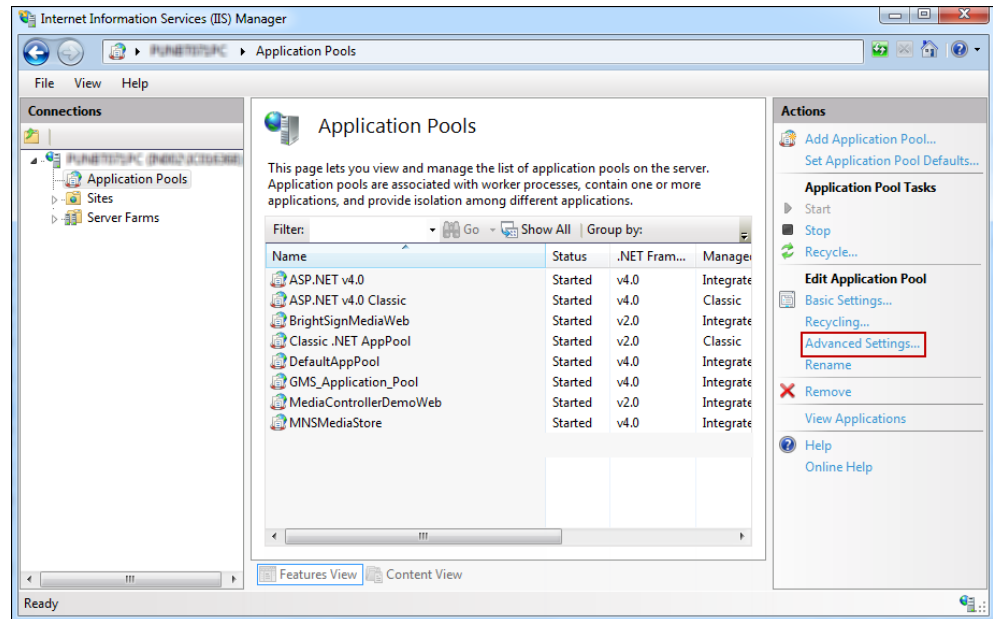 Internet Information Services (IIS) Manager
Application Pools
File View Help
Connections
Application Pools
Sites
Server Farms
Application Pools
This page lets you view and manage the list of application pools on the server.
Application pools are associated with worker processes, contain one or more
applications, and provide isolation among different applications.
Filter: Go Show All Group by:
Name Status .NET Fram... Manage
ASP.NET v4.0 Started v4.0 Integrate
ASP.NET v4.0 Classic Started v4.0 Classic
BrightSignMediaWeb Started v2.0 Integrate
Classic .NET AppPool Started v2.0 Classic
DefaultAppPool Started v4.0 Integrate
GMS_Application_Pool Started v4.0 Integrate
MediaControllerDemoWeb Started v2.0 Integrate
MNSMediaStore Started v4.0 Integrate
Features View Content View
Actions
Add Application Pool...
Set Application Pool Defaults...
Application Pool Tasks
Start
Stop
Recycle...
Edit Application Pool
Basic Settings...
Recycling...
Advanced Settings...
Rename
Remove
View Applications
Help
Online Help
Ready